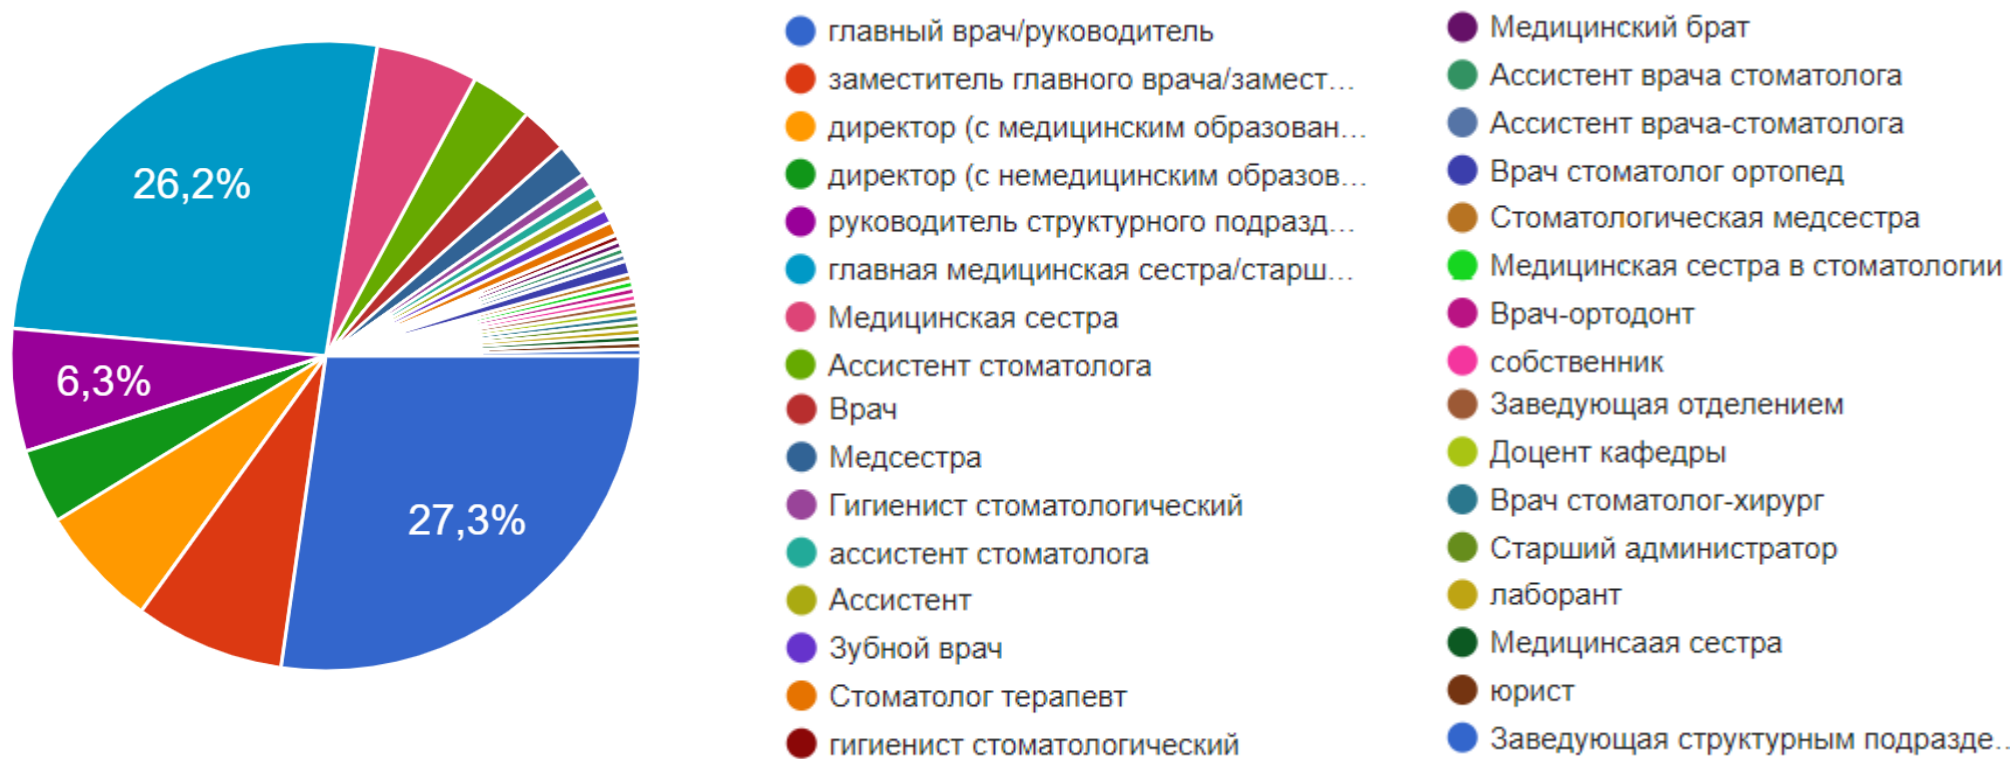 26,2%
6,3%
27,3%
главный врач/руководитель
заместитель главного врача/замест...
директор (с медицинским образован...
директор (с немедицинским образов...
руководитель структурного подразд...
главная медицинская сестра/старш...
Медицинская сестра
Ассистент стоматолога
Врач
Медсестра
Гигиенист стоматологический
ассистент стоматолога
Ассистент
Зубной врач
Стоматолог терапевт
гигиенист стоматологический
Медицинский брат
Ассистент врача стоматолога
Ассистент врача-стоматолога
Врач стоматолог ортопед
Стоматологическая медсестра
Медицинская сестра в стоматологии
Врач-ортодонт
собственник
Заведующая отделением
Доцент кафедры
Врач стоматолог-хирург
Старший администратор
лаборант
Медицинсаая сестра
юрист
Заведующая структурным подразде...